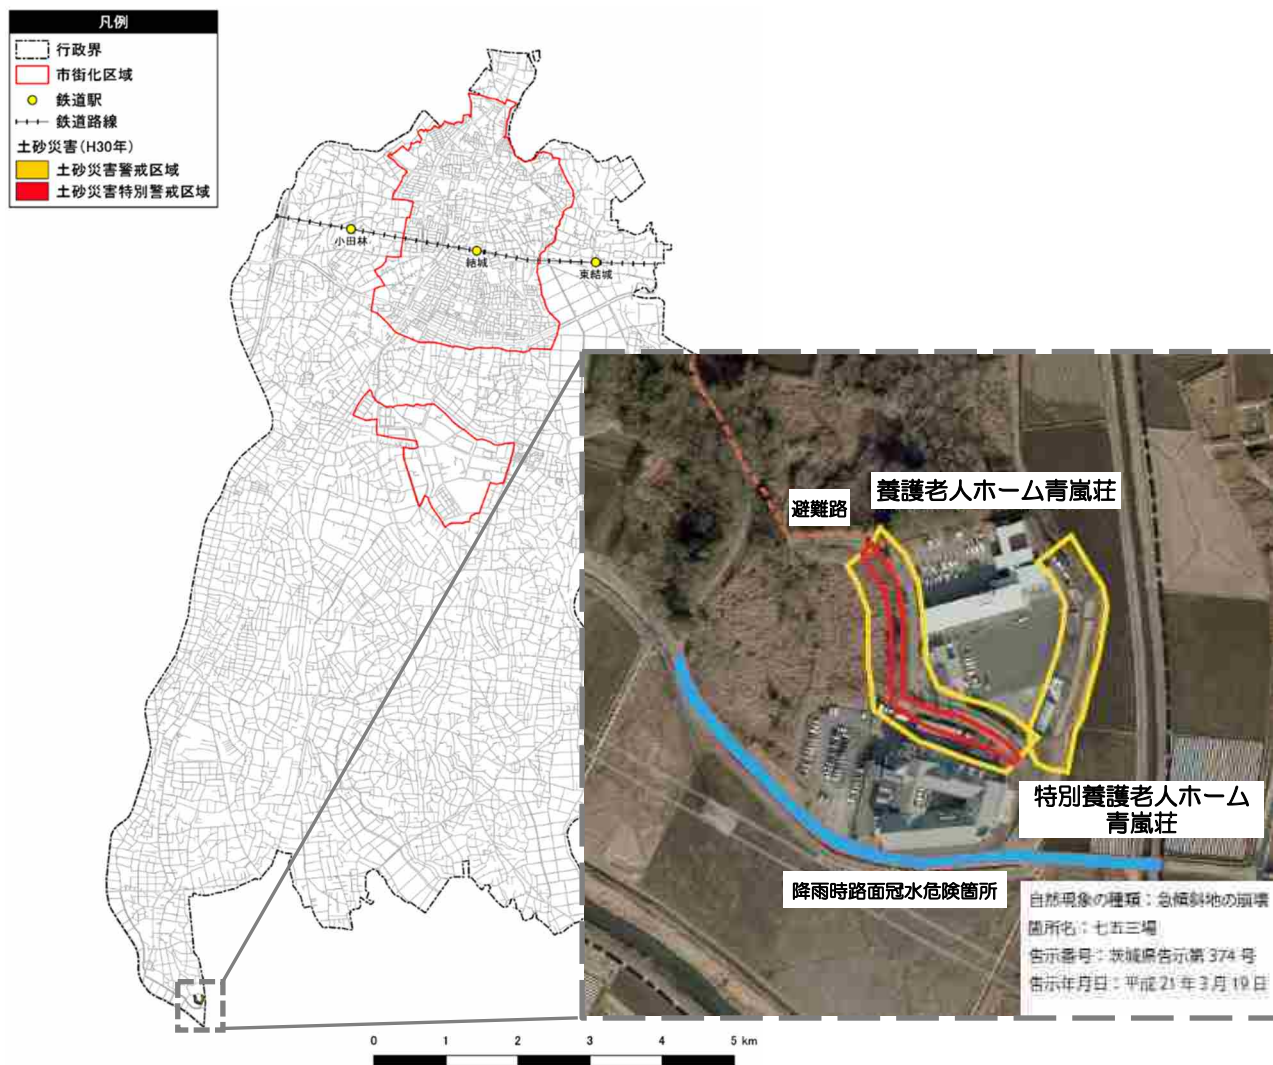 凡例
行政界
市街化区域
鉄道駅
鉄道路線
土砂災害(H30年)
土砂災害警戒区域
土砂災害特別警戒区域
小田林
結城
東結城
避難路
養護老人ホーム青嵐荘
特別養護老人ホーム
青嵐荘
降雨時路面冠水危険箇所
自然現象の種類：急傾斜地の崩壊
箇所名：七五三場
告示番号：茨城県告示第 374 号
告示年月日：平成 21 年 3 月 19 日
0 1 2 3 4 5 km